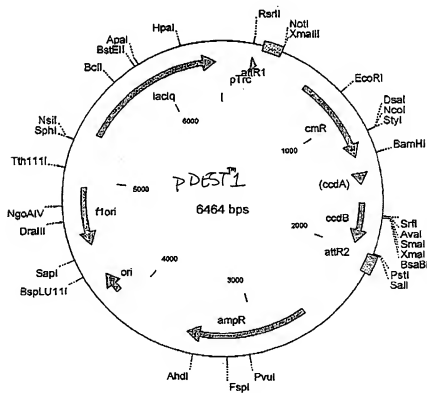 RsrII
NotI
XmaIII
HpaI
ApaI
BstEII
BclI
attR1
pTrc
EcoRI
lacIq
6000
DsaI
NcoI
StyI
cmR
1000
BamHI
NsiI
SphI
Tth111I
5000
pDEST™1
6464 bps
(ccdA)
ccdB
NgoAIV
DraIII
f1ori
2000
attR2
SrfI
AvaI
SmaI
XmaI
BsaBI
PstI
SalI
SapI
BspLU11I
ori
4000
3000
ampR
AhdI
FspI
PvuI